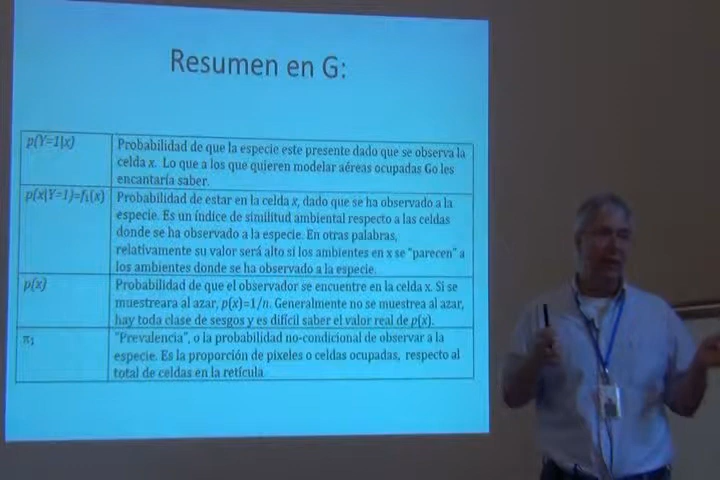 Resumen en G:
p(Y=1|x)
Probabilidad de que la especie este presente dado que se observa la
celda x. Lo que a los que quieren modelar aéreas ocupadas Go les
encantaría saber.
p(x|Y=1)=f₁(x)
Probabilidad de estar en la celda x, dado que se ha observado a la
especie. Es un índice de similitud ambiental respecto a las celdas
donde se ha observado a la especie. En otras palabras,
relativamente su valor será alto si los ambientes en x se "parecen" a
los ambientes donde se ha observado a la especie.
p(x)
Probabilidad de que el observador se encuentre en la celda x. Si se
muestreara al azar, p(x)=1/n. Generalmente no se muestrea al azar,
hay toda clase de sesgos y es difícil saber el valor real de p(x).
π₁
"Prevalencia", o la probabilidad no-condicional de observar a la
especie. Es la proporción de pixeles o celdas ocupadas, respecto al
total de celdas en la retícula